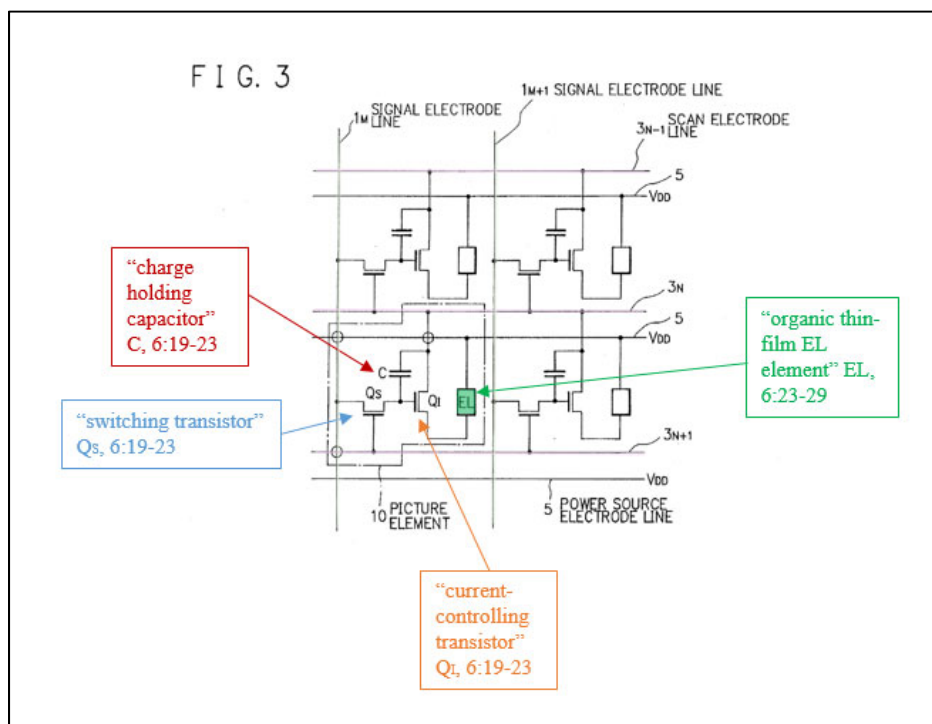 FIG. 3
1M SIGNAL ELECTRODE LINE
1M+1 SIGNAL ELECTRODE LINE
3N-1 SCAN ELECTRODE LINE
5
VDD
“charge
holding
capacitor”
C, 6:19-23
3N
5
VDD
“organic thin-
film EL
element” EL,
6:23-29
C
QS
QI
EL
“switching transistor”
QS, 6:19-23
3N+1
VDD
10 PICTURE
ELEMENT
5 POWER SOURCE
ELECTRODE LINE
“current-
controlling
transistor”
QI, 6:19-23